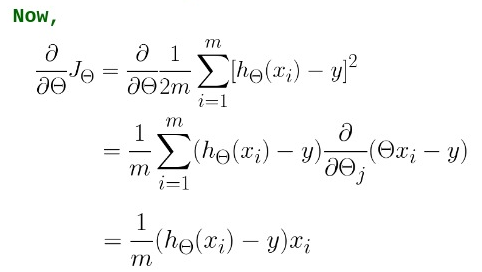 Now,
∂/∂Θ J_Θ = ∂/∂Θ 1/2m ∑_{i=1}^{m} [h_Θ(x_i) − y]^2
= 1/m ∑_{i=1}^{m} (h_Θ(x_i) − y) ∂/∂Θ_j (Θx_i − y)
= 1/m (h_Θ(x_i) − y)x_i